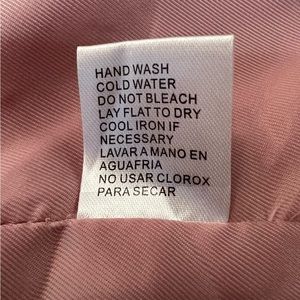 HAND WASH
COLD WATER
DO NOT BLEACH
LAY FLAT TO DRY
COOL IRON IF
NECESSARY
LAVAR A MANO EN
AGUAFRIA
NO USAR CLOROX
PARA SECAR